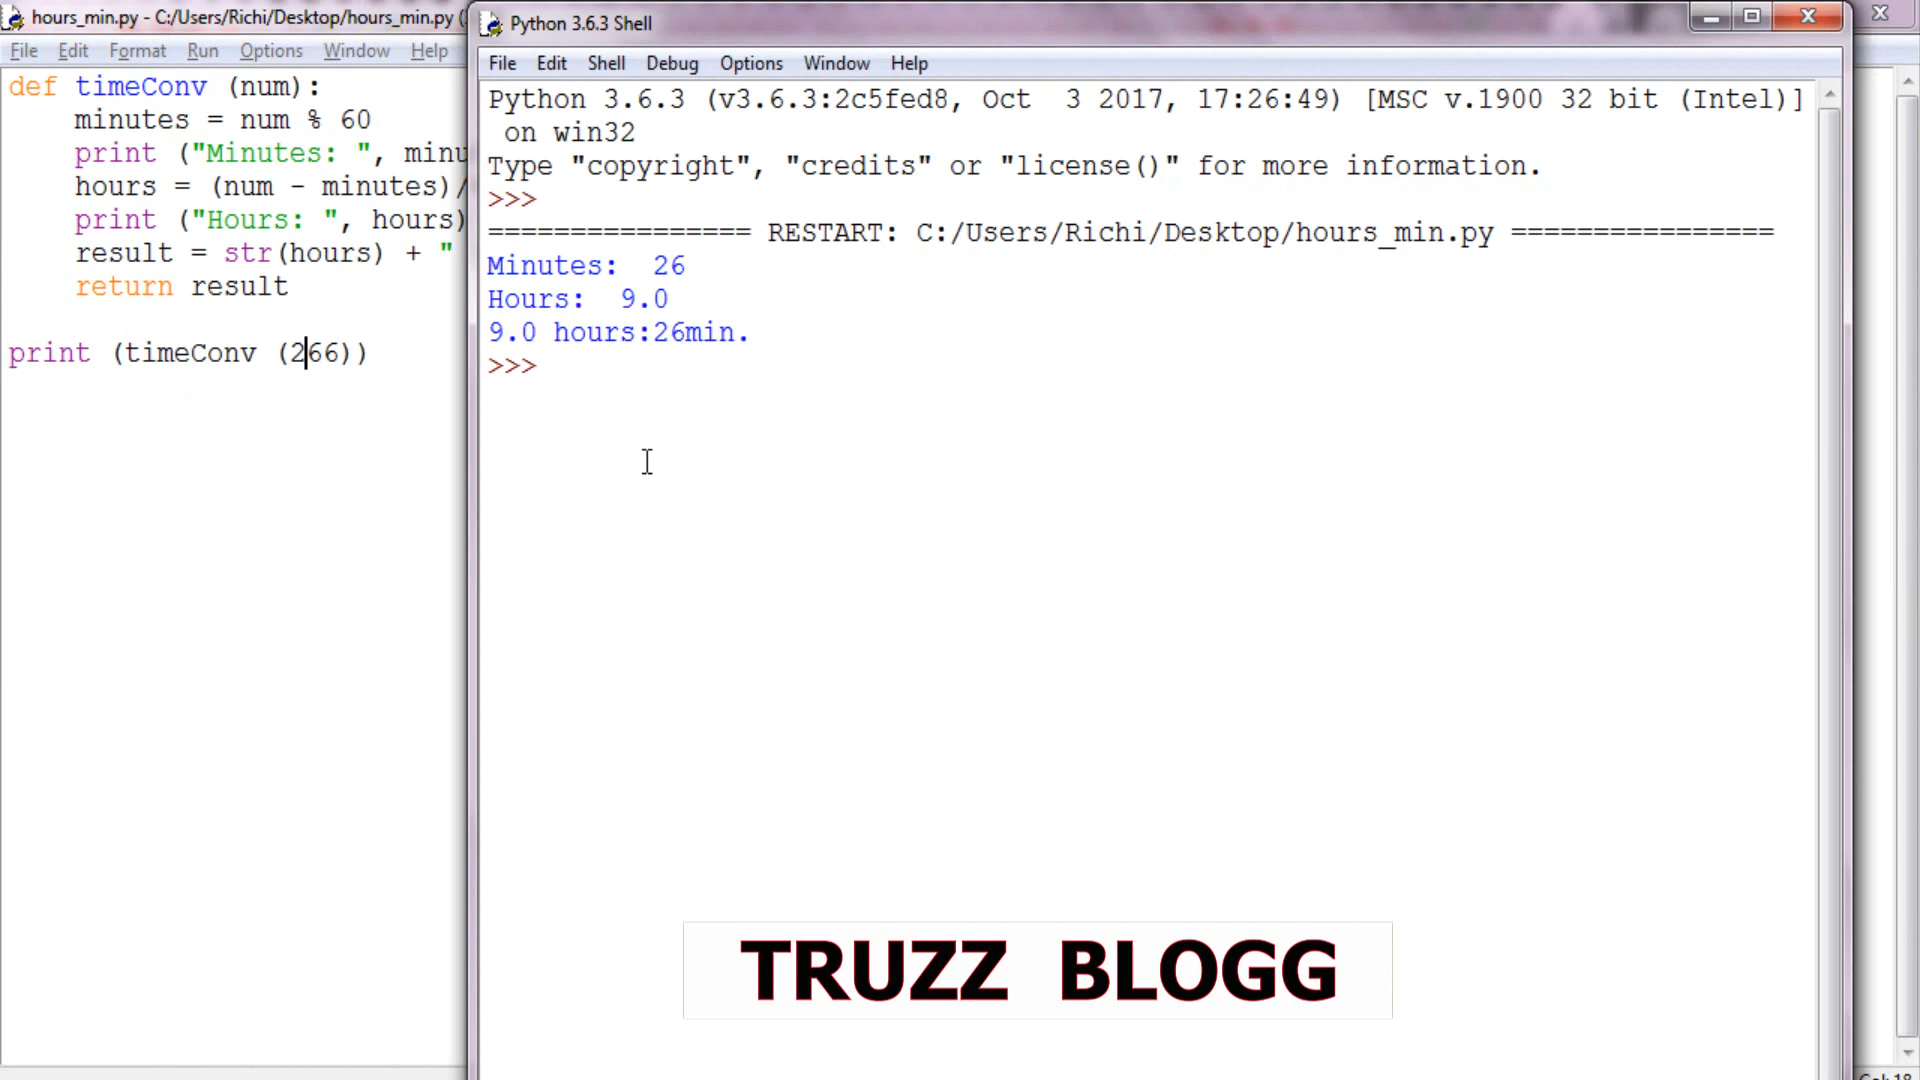 hours_min.py - C:/Users/Richi/Desktop/hours_min.py
File Edit Format Run Options Window Help
def timeConv (num):
    minutes = num % 60
    print ("Minutes: ", minu
    hours = (num - minutes)/
    print ("Hours: ", hours)
    result = str(hours) + "
    return result
print (timeConv (266))
Python 3.6.3 Shell
File Edit Shell Debug Options Window Help
Python 3.6.3 (v3.6.3:2c5fed8, Oct  3 2017, 17:26:49) [MSC v.1900 32 bit (Intel)]
 on win32
Type "copyright", "credits" or "license()" for more information.
>>>
================ RESTART: C:/Users/Richi/Desktop/hours_min.py ================
Minutes:  26
Hours:  9.0
9.0 hours:26min.
>>>
TRUZZ BLOGG